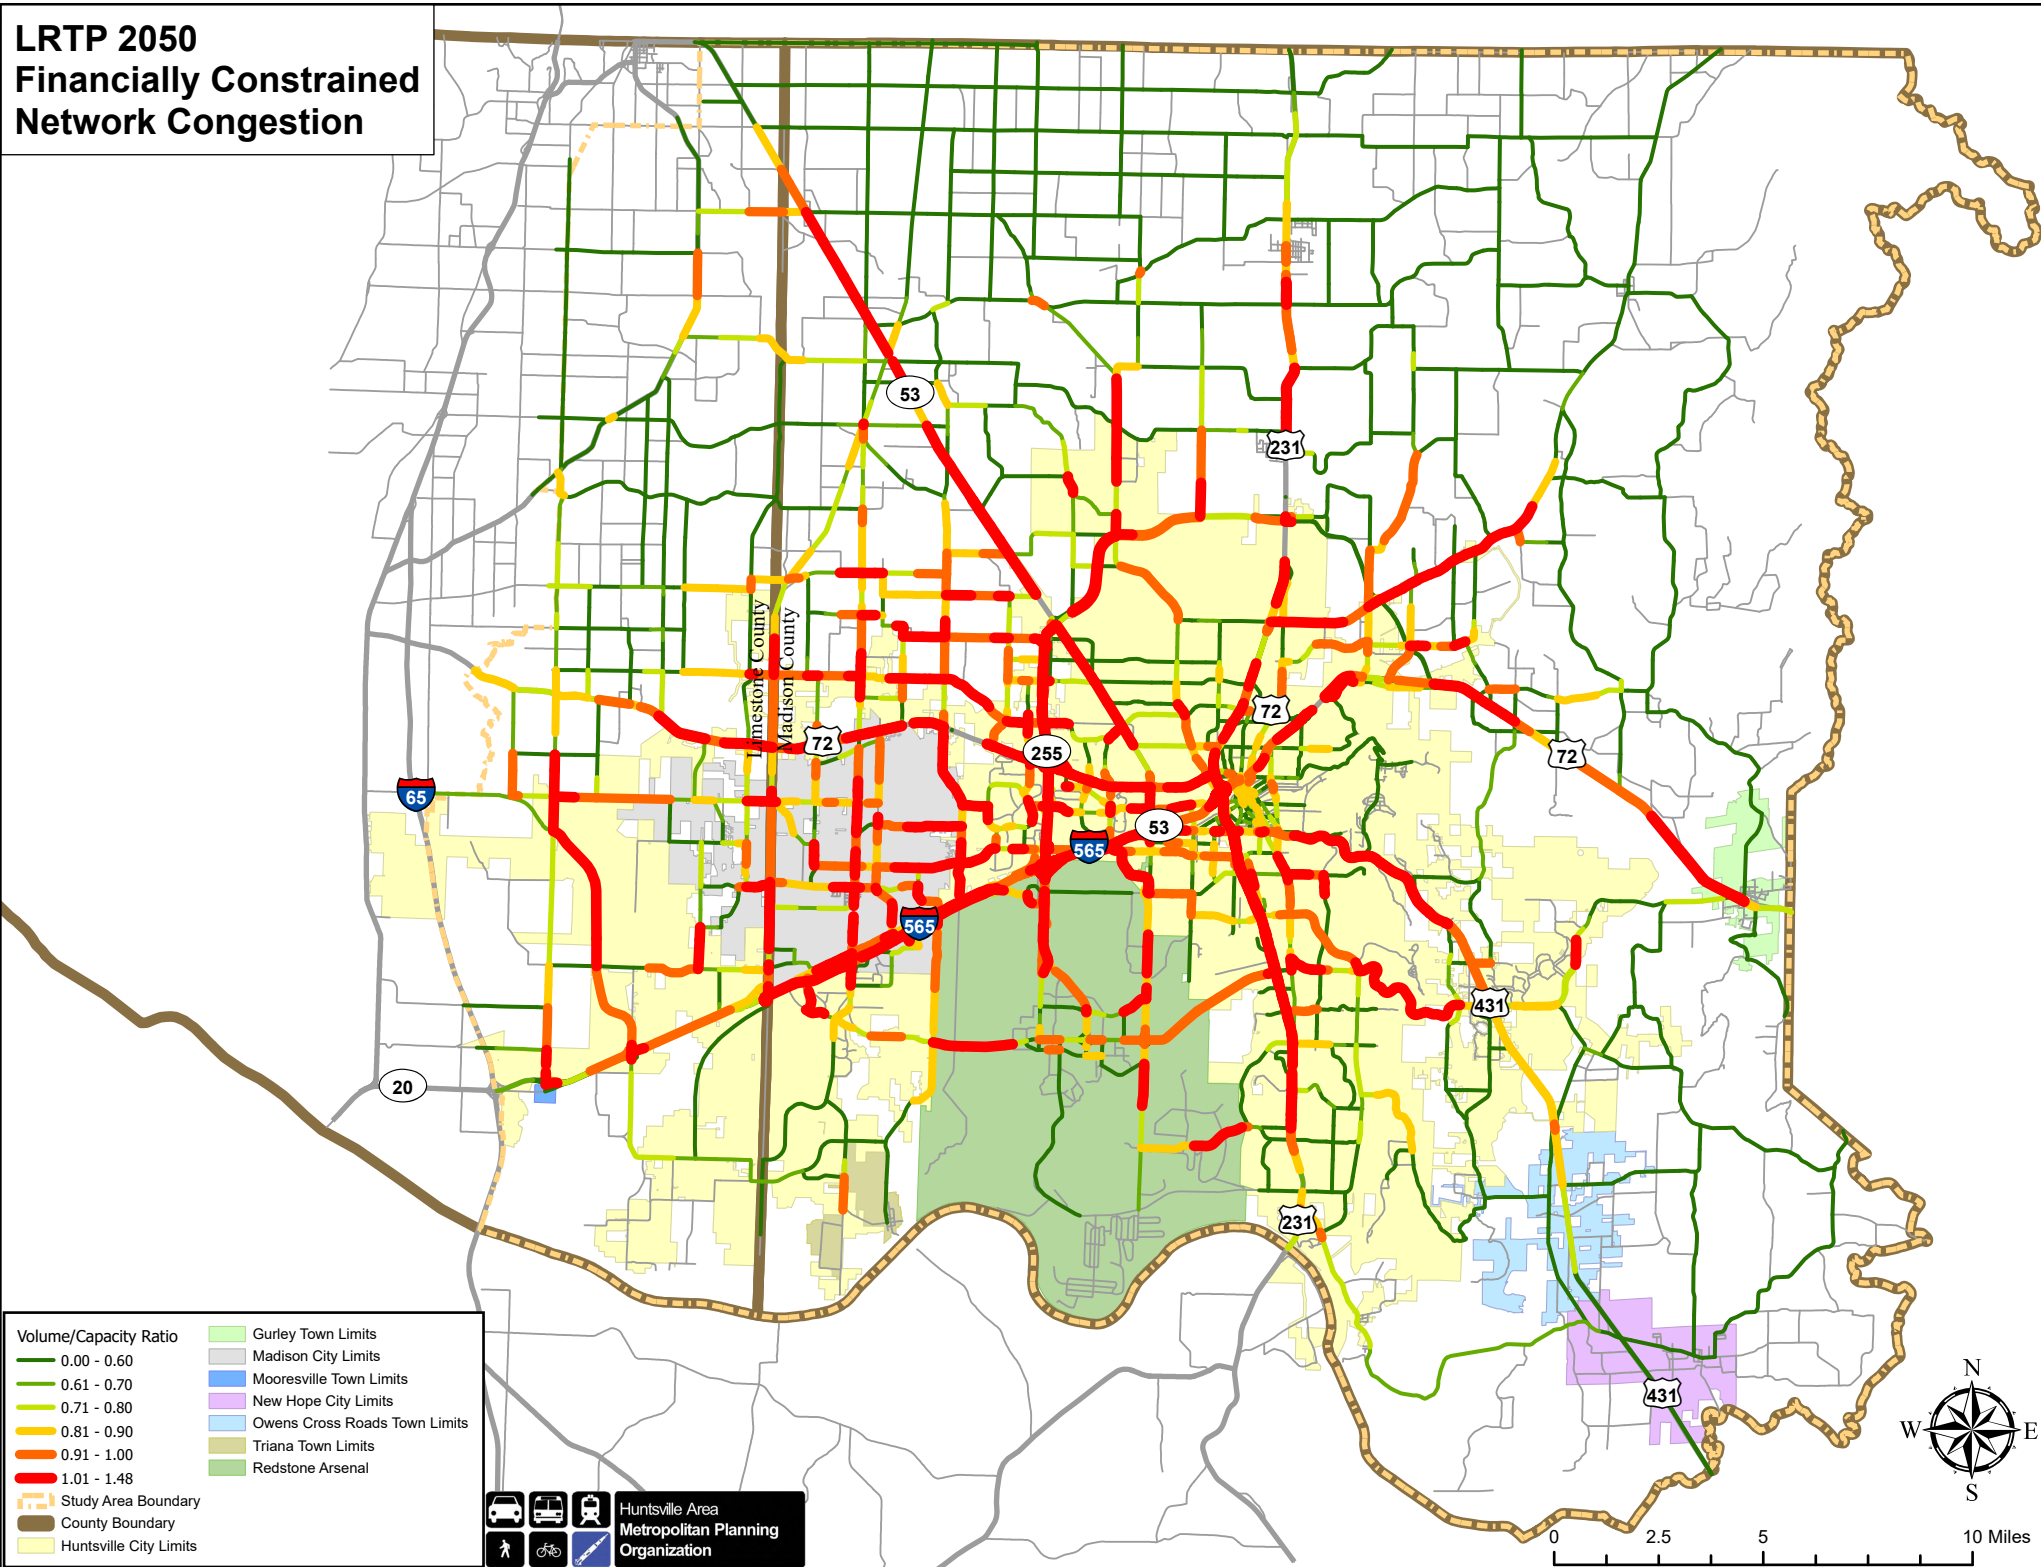 LRTP 2050
Financially Constrained
Network Congestion
53
231
Limestone County
Madison County
72
72
255
72
65
53
565
565
431
20
231
431
Volume/Capacity Ratio
0.00 - 0.60
0.61 - 0.70
0.71 - 0.80
0.81 - 0.90
0.91 - 1.00
1.01 - 1.48
Study Area Boundary
County Boundary
Huntsville City Limits
Gurley Town Limits
Madison City Limits
Mooresville Town Limits
New Hope City Limits
Owens Cross Roads Town Limits
Triana Town Limits
Redstone Arsenal
Huntsville Area
Metropolitan Planning
Organization
N
W
E
S
0 2.5 5 10 Miles